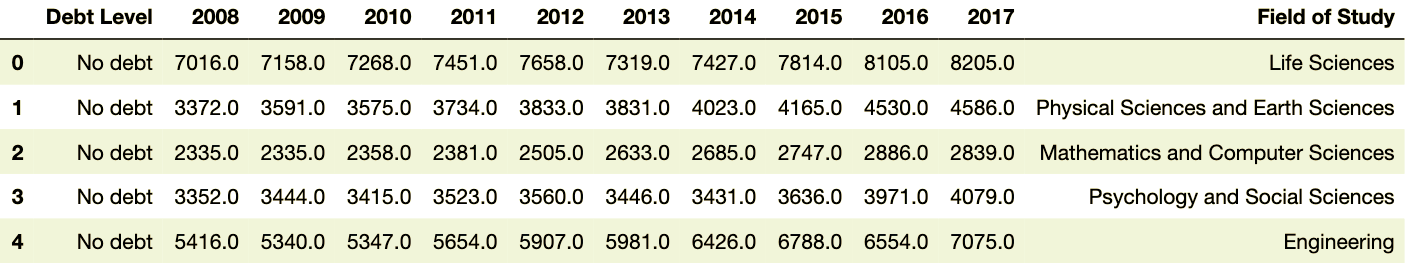 Debt Level 2008 2009 2010 2011 2012 2013 2014 2015 2016 2017 Field of Study
0 No debt 7016.0 7158.0 7268.0 7451.0 7658.0 7319.0 7427.0 7814.0 8105.0 8205.0 Life Sciences
1 No debt 3372.0 3591.0 3575.0 3734.0 3833.0 3831.0 4023.0 4165.0 4530.0 4586.0 Physical Sciences and Earth Sciences
2 No debt 2335.0 2335.0 2358.0 2381.0 2505.0 2633.0 2685.0 2747.0 2886.0 2839.0 Mathematics and Computer Sciences
3 No debt 3352.0 3444.0 3415.0 3523.0 3560.0 3446.0 3431.0 3636.0 3971.0 4079.0 Psychology and Social Sciences
4 No debt 5416.0 5340.0 5347.0 5654.0 5907.0 5981.0 6426.0 6788.0 6554.0 7075.0 Engineering